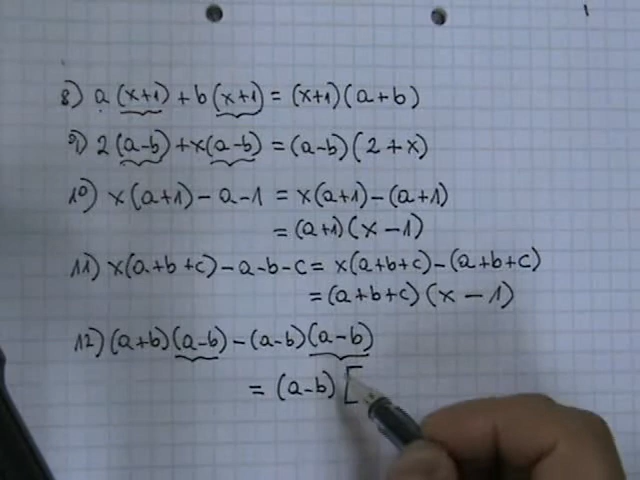 8) a(x+1)+b(x+1)=(x+1)(a+b)
9) 2(a-b)+x(a-b)=(a-b)(2+x)
10) x(a+1)-a-1 = x(a+1)-(a+1)
= (a+1)(x-1)
11) x(a+b+c)-a-b-c= x(a+b+c)-(a+b+c)
=(a+b+c)(x-1)
12) (a+b)(a-b)-(a-b)(a-b)
= (a-b)[